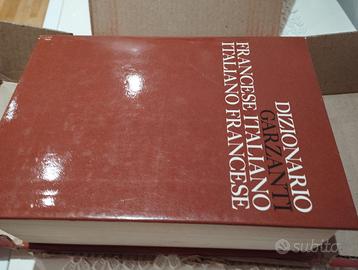 DIZIONARIO
GARZANTI
FRANCESE ITALIANO
ITALIANO FRANCESE
subito